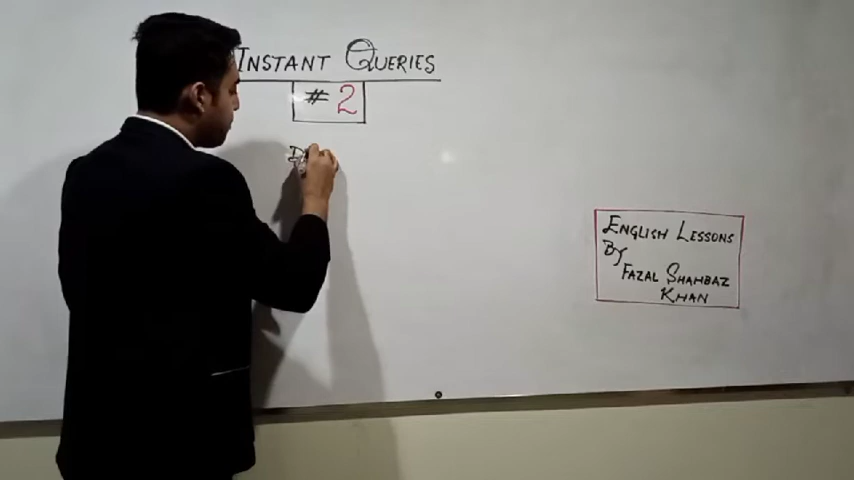 INSTANT QUERIES
# 2
ENGLISH LESSONS
BY
FAZAL SHAHBAZ
KHAN